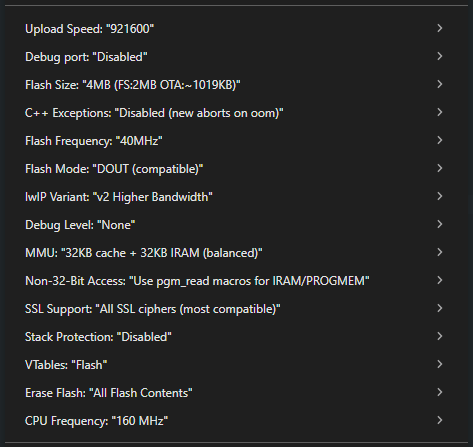 Upload Speed: "921600"
Debug port: "Disabled"
Flash Size: "4MB (FS:2MB OTA:~1019KB)"
C++ Exceptions: "Disabled (new aborts on oom)"
Flash Frequency: "40MHz"
Flash Mode: "DOUT (compatible)"
lwIP Variant: "v2 Higher Bandwidth"
Debug Level: "None"
MMU: "32KB cache + 32KB IRAM (balanced)"
Non-32-Bit Access: "Use pgm_read macros for IRAM/PROGMEM"
SSL Support: "All SSL ciphers (most compatible)"
Stack Protection: "Disabled"
VTables: "Flash"
Erase Flash: "All Flash Contents"
CPU Frequency: "160 MHz"